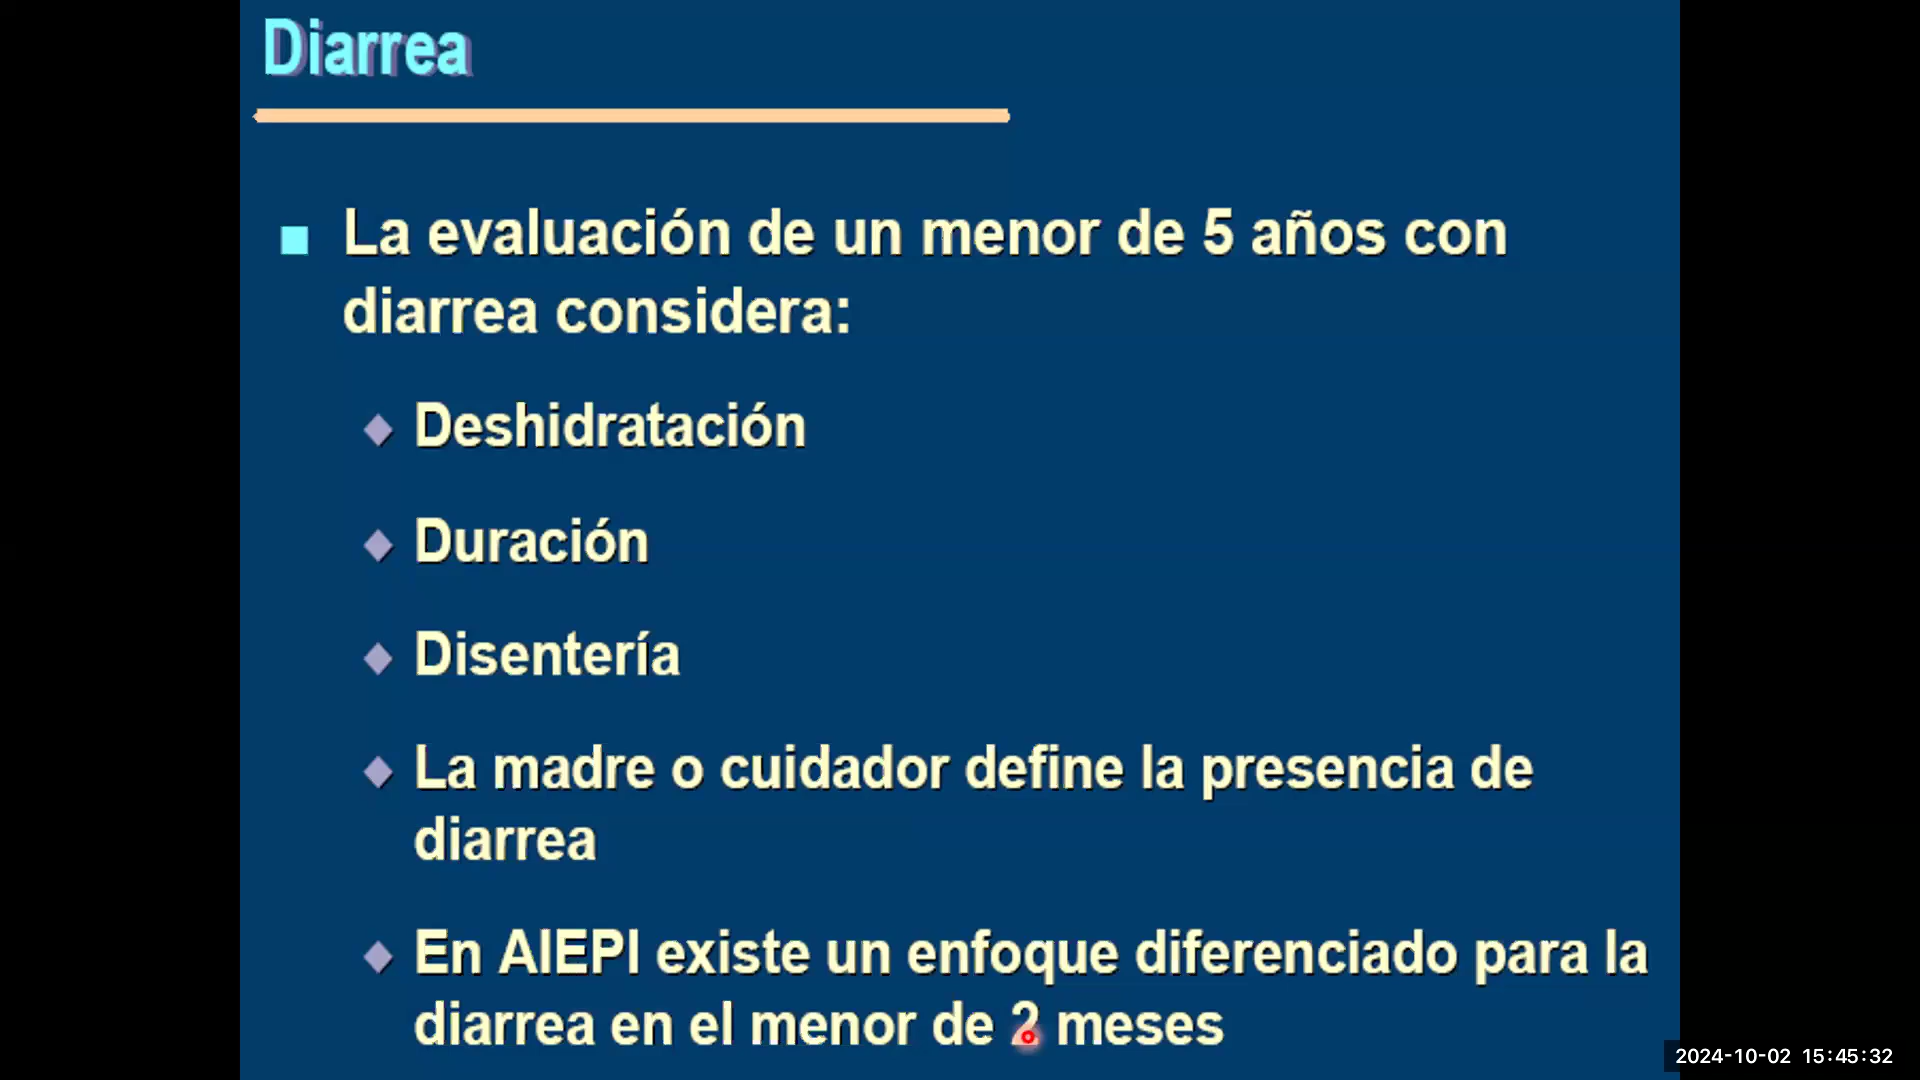 Diarrea
La evaluación de un menor de 5 años con
diarrea considera:
Deshidratación
Duración
Disentería
La madre o cuidador define la presencia de
diarrea
En AIEPI existe un enfoque diferenciado para la
diarrea en el menor de 2 meses
2024-10-02 15:45:32